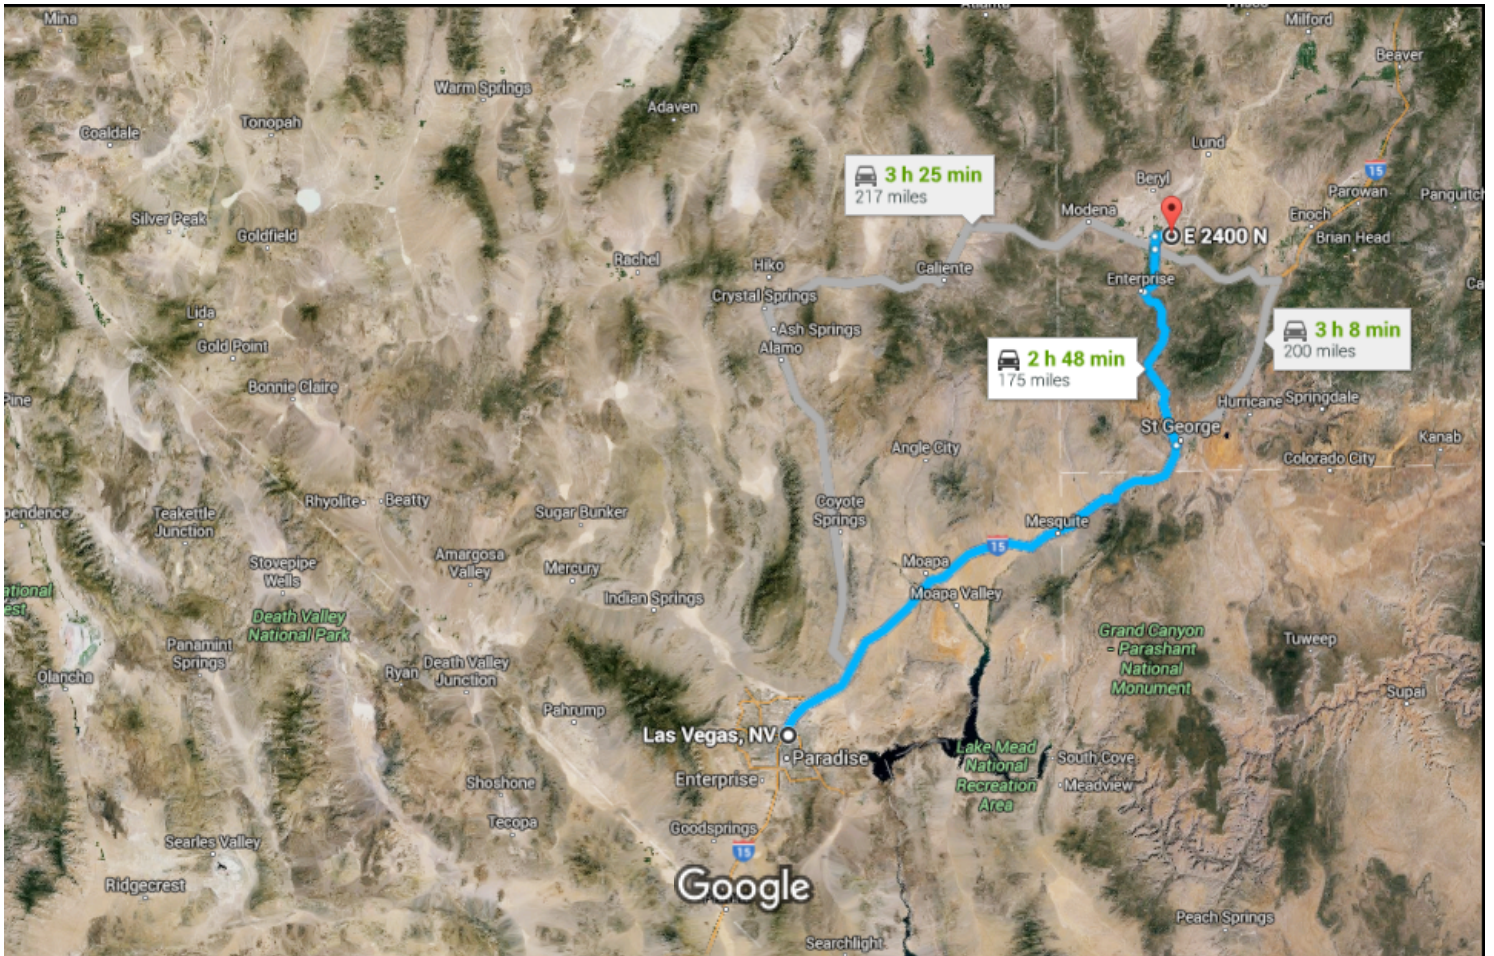 Mina
Milford
Beaver
Warm Springs
Adaven
Tonopah
Coaldale
Lund
15
3 h 25 min
217 miles
Beryl
Parowan
Modena
Silver Peak
Goldfield
E 2400 N
Enoch
Brian Head
Rachel
Hiko
Caliente
Enterprise
Crystal Springs
Lida
Ash Springs
Alamo
Gold Point
3 h 8 min
200 miles
2 h 48 min
175 miles
Bonnie Claire
Hurricane
Springdale
St George
Angle City
Kanab
Colorado City
Rhyolite
Beatty
Coyote
Springs
Sugar Bunker
Teakettle
Junction
Mesquite
15
Amargosa
Valley
Mercury
Moapa
Stovepipe
Wells
Moapa Valley
Indian Springs
Death Valley
National Park
Grand Canyon
- Parashant
National
Monument
Tuweep
Panamint
Springs
Ryan
Death Valley
Junction
Olancha
Supai
Pahrump
Las Vegas, NV
Paradise
Lake Mead
National
Recreation
Area
South Cove
Meadview
Enterprise
Shoshone
Tecopa
Goodsprings
15
Searles Valley
Ridgecrest
Google
Peach Springs
Searchlight